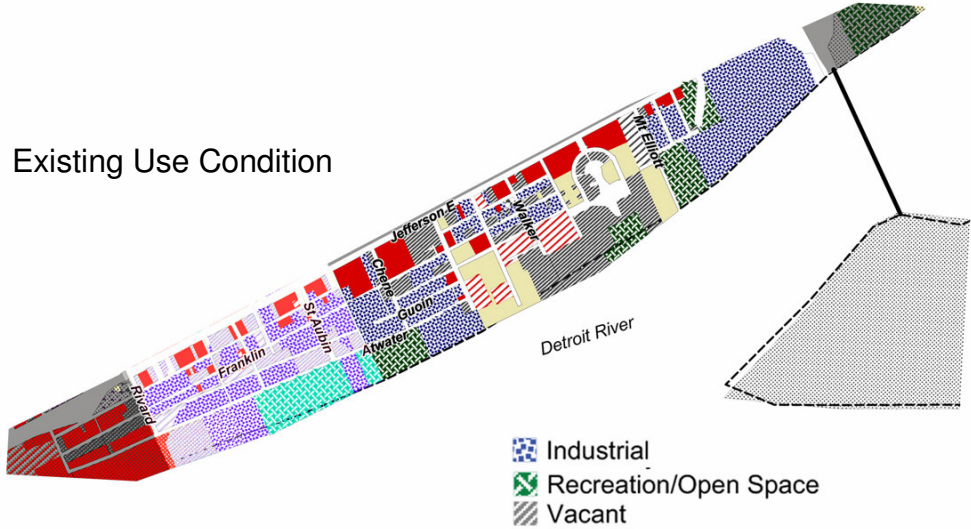 Existing Use Condition
Mt Elliott
Jefferson E.
Walker
Chene
Guoin
St.Aubin
Atwater
Franklin
Rivard
Detroit River
Industrial
Recreation/Open Space
Vacant